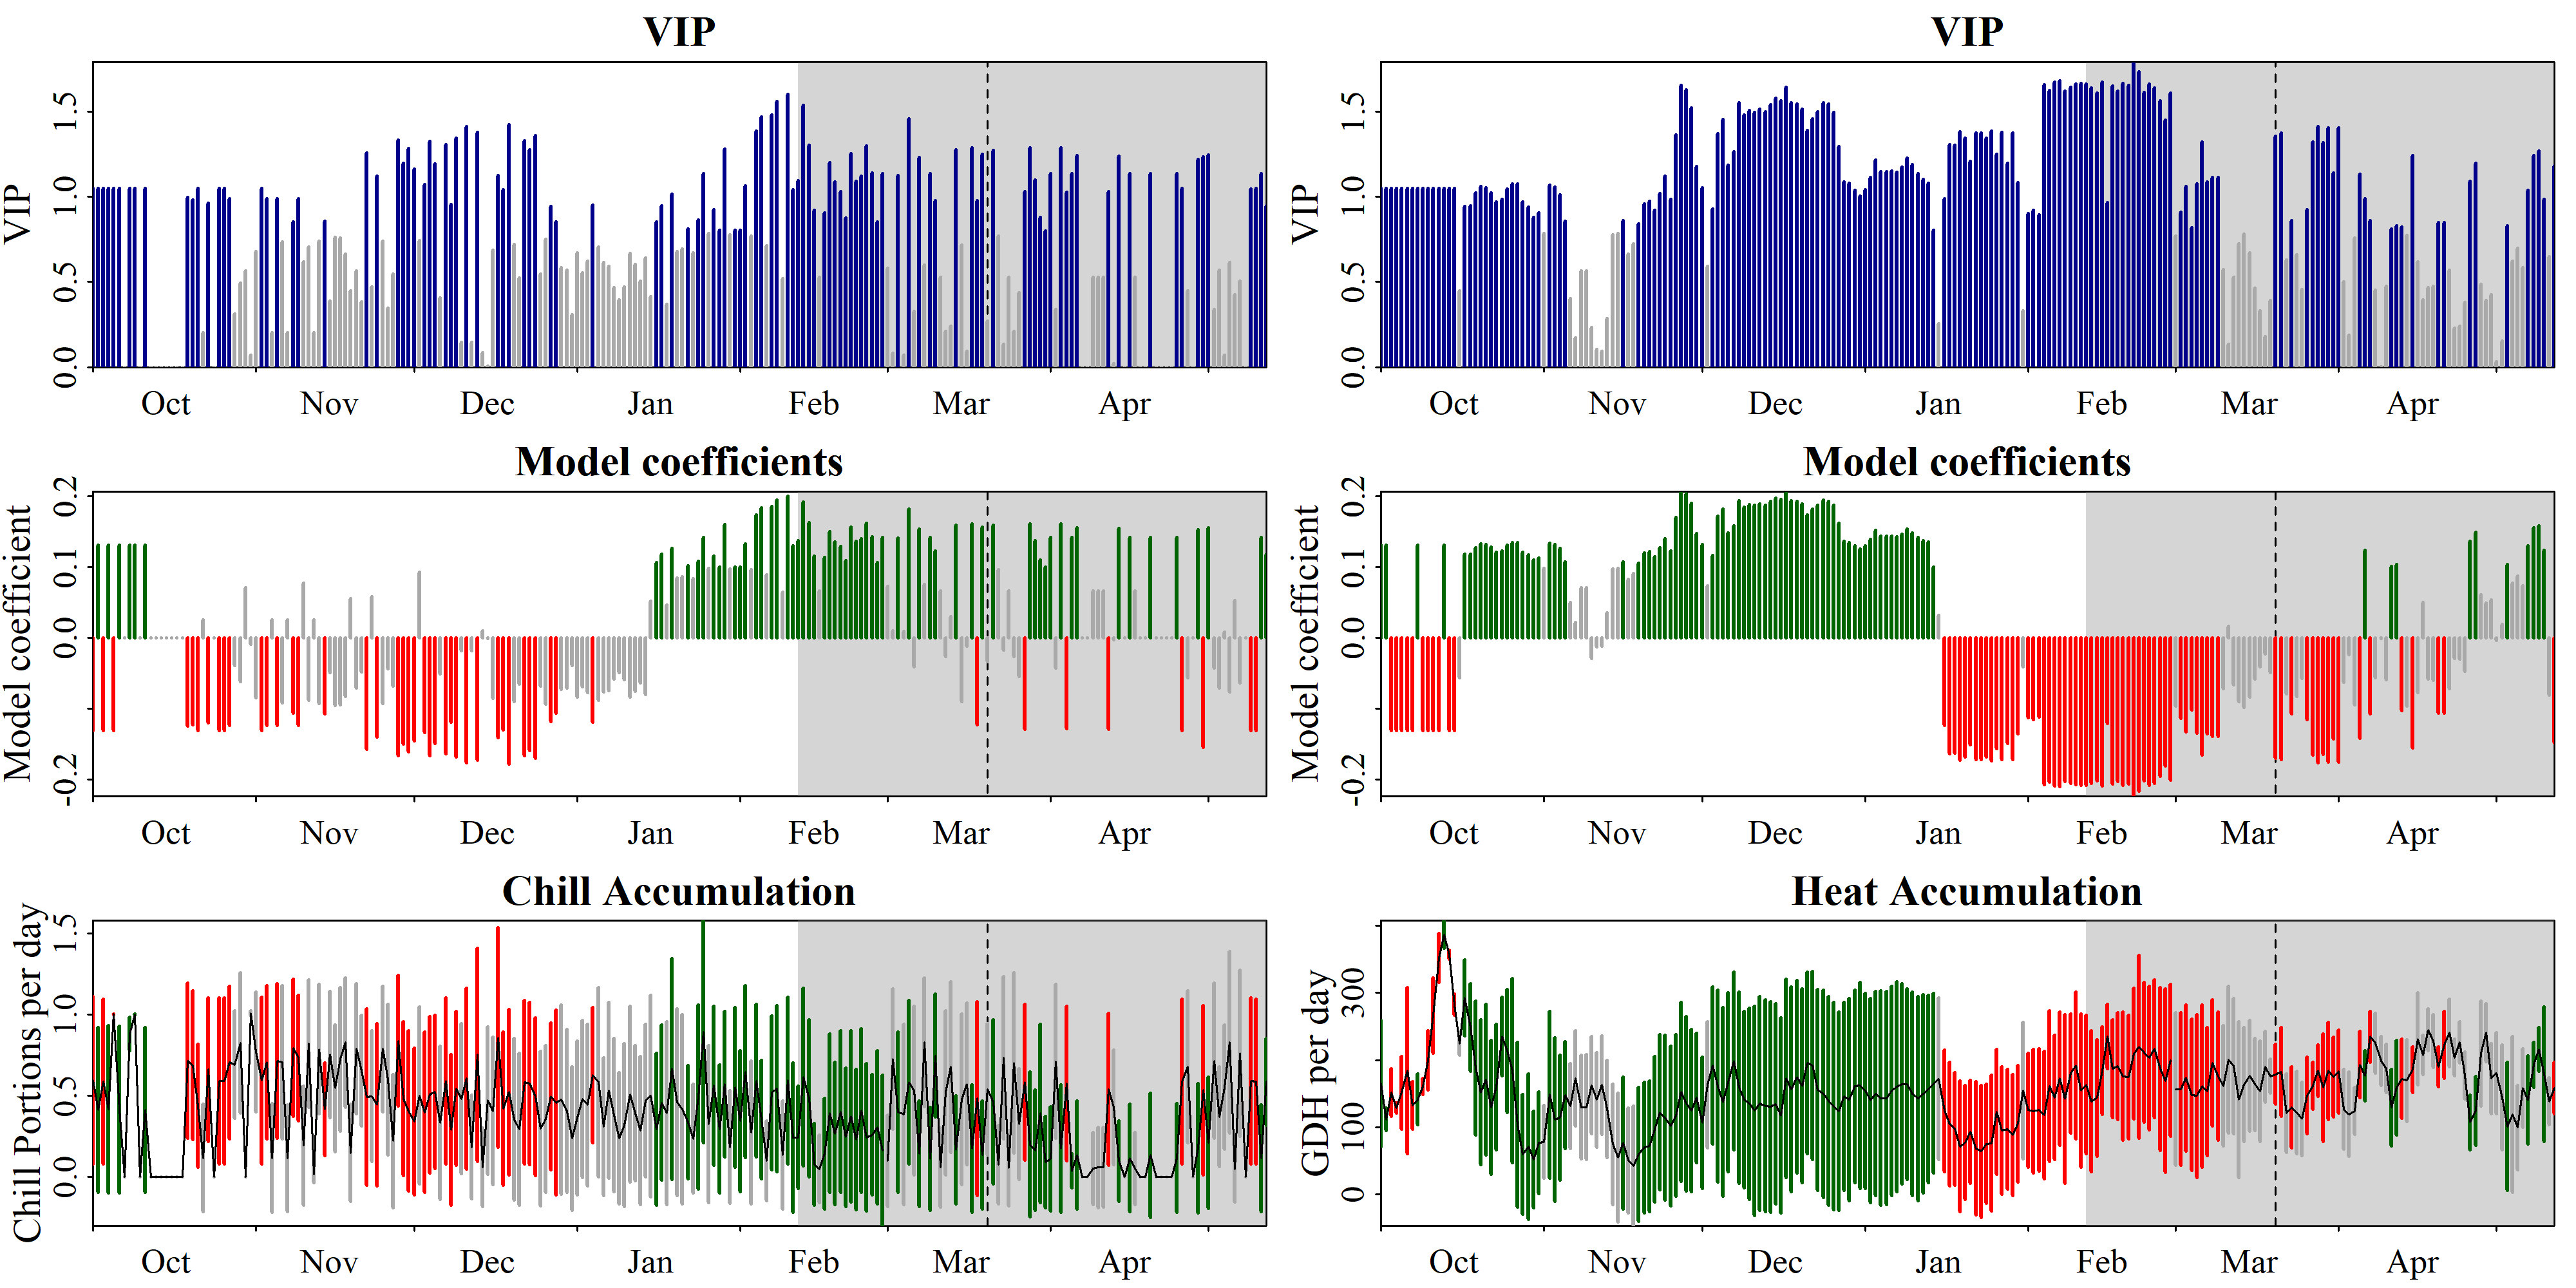 VIP
VIP
0.0 0.5 1.0 1.5
Oct Nov Dec Jan Feb Mar Apr
VIP
VIP
0.0 0.5 1.0 1.5
Oct Nov Dec Jan Feb Mar Apr
Model coefficients
Model coefficient
-0.2 0.0 0.1 0.2
Oct Nov Dec Jan Feb Mar Apr
Model coefficients
Model coefficient
-0.2 0.0 0.1 0.2
Oct Nov Dec Jan Feb Mar Apr
Chill Accumulation
Chill Portions per day
0.0 0.5 1.0 1.5
Oct Nov Dec Jan Feb Mar Apr
Heat Accumulation
GDH per day
0 100 300
Oct Nov Dec Jan Feb Mar Apr